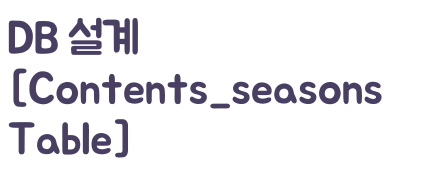 DB 설계
[Contents_seasons
Table]